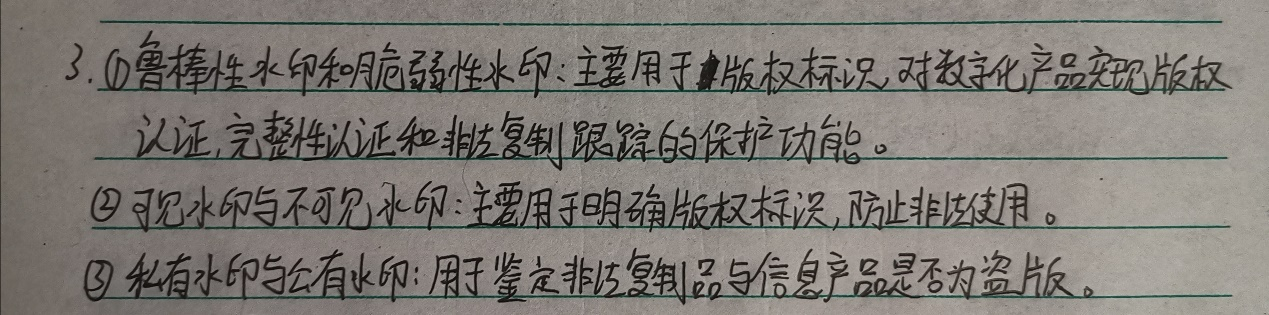 3.①鲁棒性水印和脆弱性水印:主要用于版权标识,对数字化产品实现版权
认证,完整性认证和非法复制跟踪的保护功能。
②可见水印与不可见水印:主要用于明确版权标识,防止非法使用。
③私有水印与公有水印:用于鉴定非法复制品与信息产品是否为盗版。